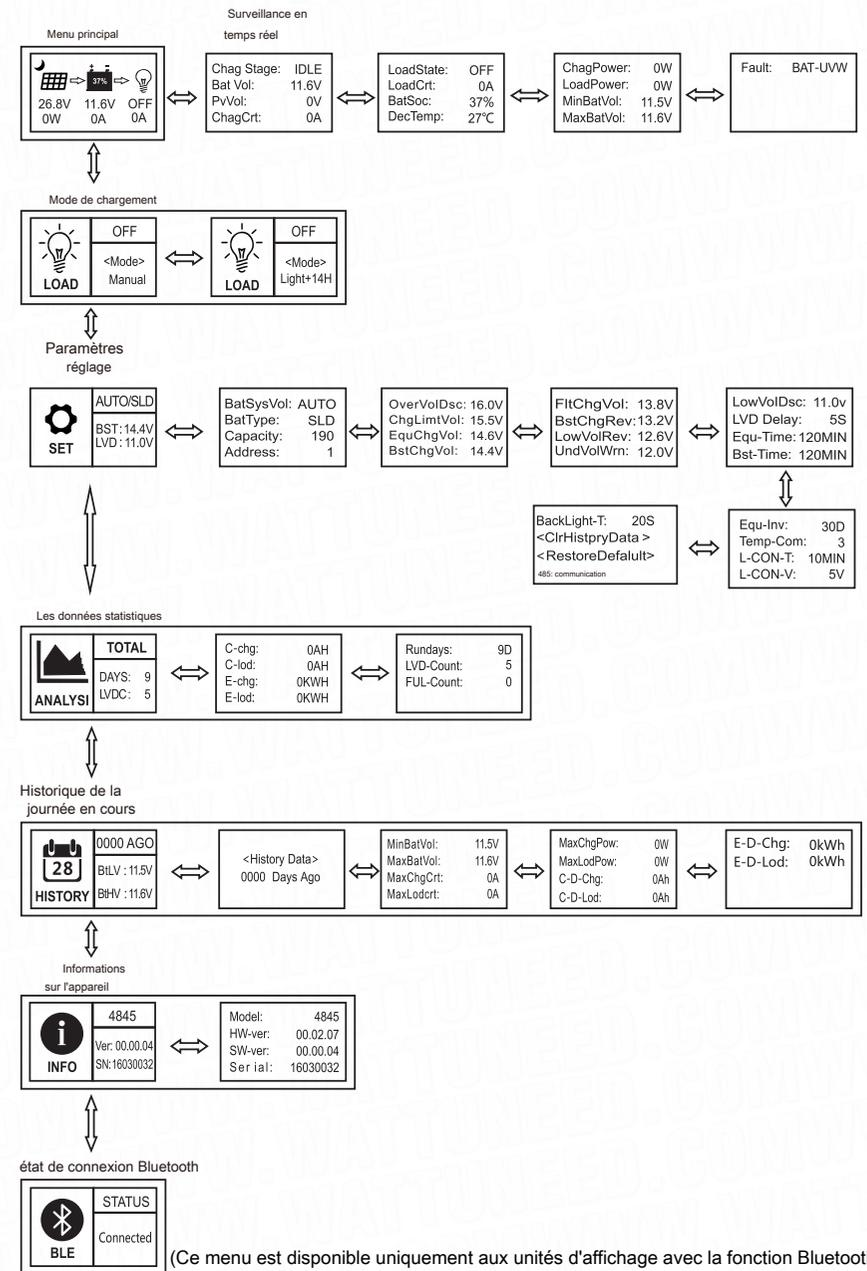 Surveillance en
temps réel
Menu principal
37%
26.8V 11.6V OFF
0W 0A 0A
Chag Stage: IDLE
Bat Vol: 11.6V
PvVol: 0V
ChagCrt: 0A
LoadState: OFF
LoadCrt: 0A
BatSoc: 37%
DecTemp: 27℃
ChagPower: 0W
LoadPower: 0W
MinBatVol: 11.5V
MaxBatVol: 11.6V
Fault: BAT-UVW
Mode de chargement
LOAD
OFF
<Mode>
Manual
LOAD
OFF
<Mode>
Light+14H
Paramètres
réglage
SET
AUTO/SLD
BST: 14.4V
LVD : 11.0V
BatSysVol: AUTO
BatType: SLD
Capacity: 190
Address: 1
OverVolDsc: 16.0V
ChgLimtVol: 15.5V
EquChgVol: 14.6V
BstChgVol: 14.4V
FltChgVol: 13.8V
BstChgRev: 13.2V
LowVolRev: 12.6V
UndVolWrn: 12.0V
LowVolDsc: 11.0v
LVD Delay: 5S
Equ-Time: 120MIN
Bst-Time: 120MIN
BackLight-T: 20S
<ClrHistpryData >
<RestoreDefalult>
485: communication
Equ-Inv: 30D
Temp-Com: 3
L-CON-T: 10MIN
L-CON-V: 5V
Les données statistiques
ANALYSI
TOTAL
DAYS: 9
LVDC: 5
C-chg: 0AH
C-lod: 0AH
E-chg: 0KWH
E-lod: 0KWH
Rundays: 9D
LVD-Count: 5
FUL-Count: 0
Historique de la
journée en cours
28
HISTORY
0000 AGO
BtLV : 11.5V
BtHV : 11.6V
<History Data>
0000 Days Ago
MinBatVol: 11.5V
MaxBatVol: 11.6V
MaxChgCrt: 0A
MaxLodcrt: 0A
MaxChgPow: 0W
MaxLodPow: 0W
C-D-Chg: 0Ah
C-D-Lod: 0Ah
E-D-Chg: 0kWh
E-D-Lod: 0kWh
Informations
sur l'appareil
INFO
4845
Ver: 00.00.04
SN:16030032
Model: 4845
HW-ver: 00.02.07
SW-ver: 00.00.04
Ser ial: 16030032
état de connexion Bluetooth
BLE
STATUS
Connected
(Ce menu est disponible uniquement aux unités d'affichage avec la fonction Bluetoot
WWW.WATTUNEED.COM